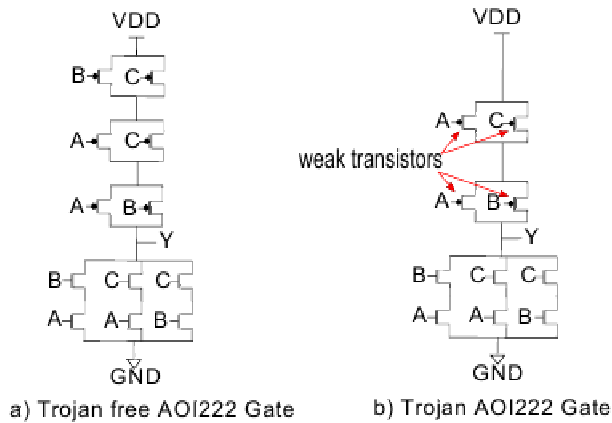 VDD
B C
A C
A B
Y
B C C
A A B
GND
a) Trojan free AOI222 Gate
VDD
A C
weak transistors
A B
Y
B C C
A A B
GND
b) Trojan AOI222 Gate